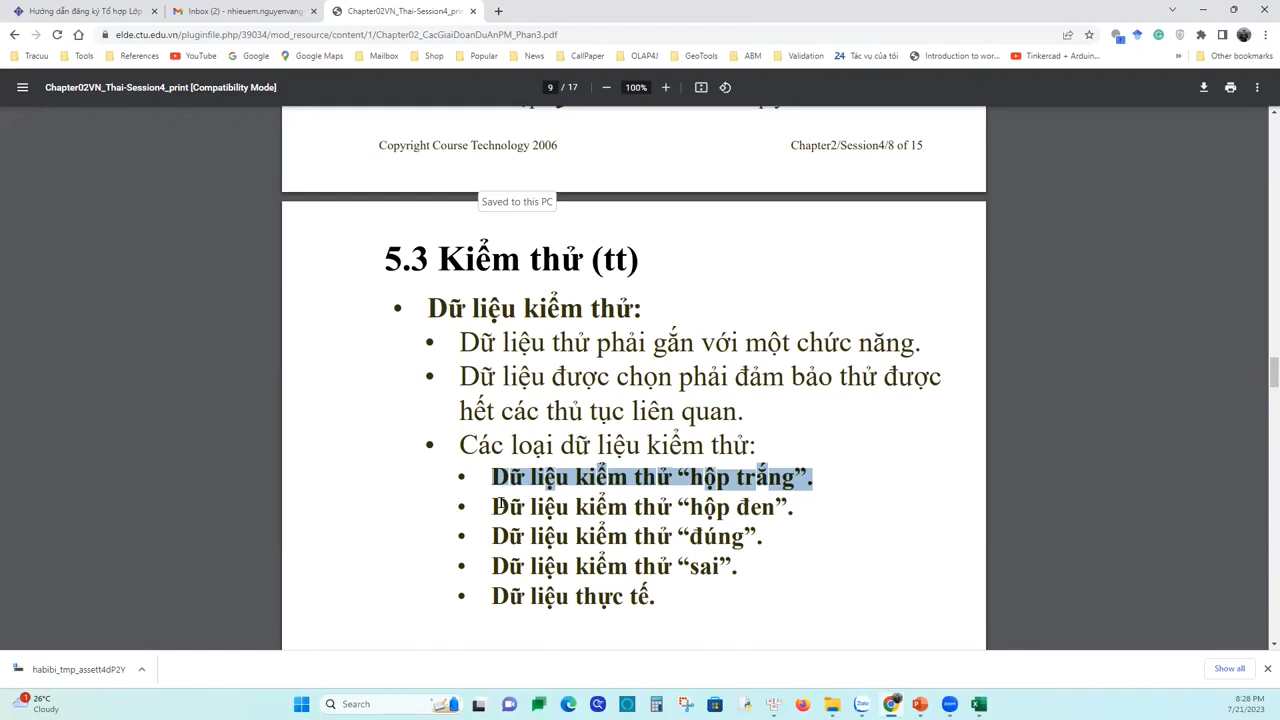 Hướng dẫn đăng ký Tổ hợp Lớp
Inbox (2) - nhieuem.nguyenang
Chapter02VN_Thai-Session4_print
elde.ctu.edu.vn/pluginfile.php/39034/mod_resource/content/1/Chapter02_CacGiaiDoanDuAnPM_Phan3.pdf
7
Tracuu
Tools
References
YouTube
Google
Google Maps
Mailbox
Shop
Popular
News
CallPaper
OLAP4J
GeoTools
ABM
Validation
24 Tác vụ của tôi
Introduction to wor...
Tinkercad + Arduin...
»
Other bookmarks
Chapter02VN_Thai-Session4_print [Compatibility Mode]
9 / 17
100%
Copyright Course Technology 2006
Chapter2/Session4/8 of 15
Saved to this PC
5.3 Kiểm thử (tt)
• Dữ liệu kiểm thử:
• Dữ liệu thử phải gắn với một chức năng.
• Dữ liệu được chọn phải đảm bảo thử được
hết các thủ tục liên quan.
• Các loại dữ liệu kiểm thử:
• Dữ liệu kiểm thử “hộp trắng”.
• Dữ liệu kiểm thử “hộp đen”.
• Dữ liệu kiểm thử “đúng”.
• Dữ liệu kiểm thử “sai”.
• Dữ liệu thực tế.
habibi_tmp_assett4dP2Y
Show all
1
26°C
Cloudy
Search
Zalo
zoom
8:28 PM
7/21/2023